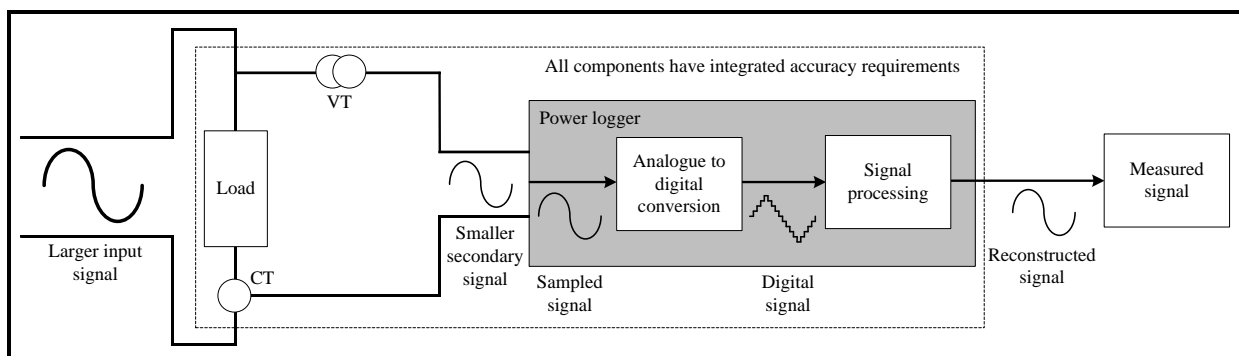 All components have integrated accuracy requirements
VT
Power logger
Load
Analogue to
digital
conversion
Signal
processing
Measured
signal
Larger input
signal
CT
Smaller
secondary
signal
Sampled
signal
Digital
signal
Reconstructed
signal